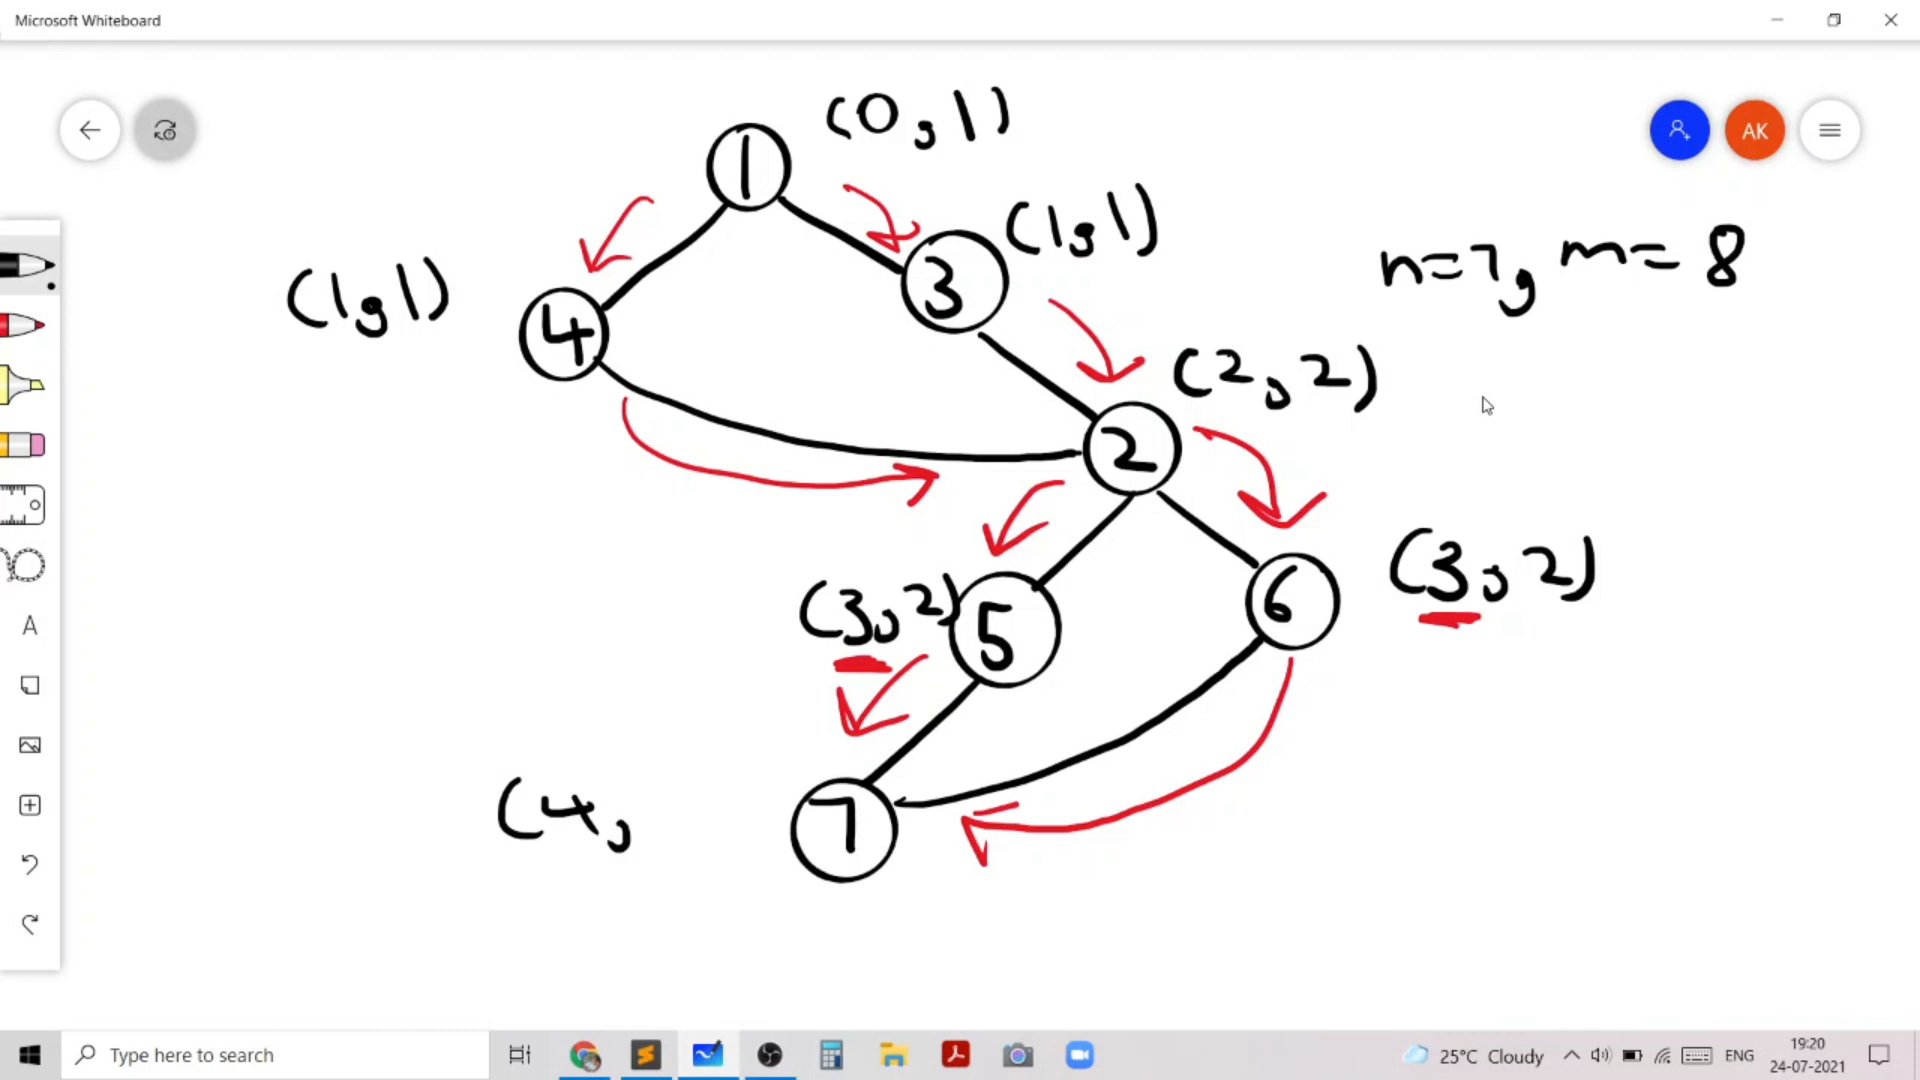 Microsoft Whiteboard
(0,1)
1
AK
(1,1)
3
n=7, m=8
(1,1)
4
(2,2)
2
(3,2)
6
(3,2)
5
A
(4,
7
Type here to search
25°C Cloudy
ENG
19:20
24-07-2021